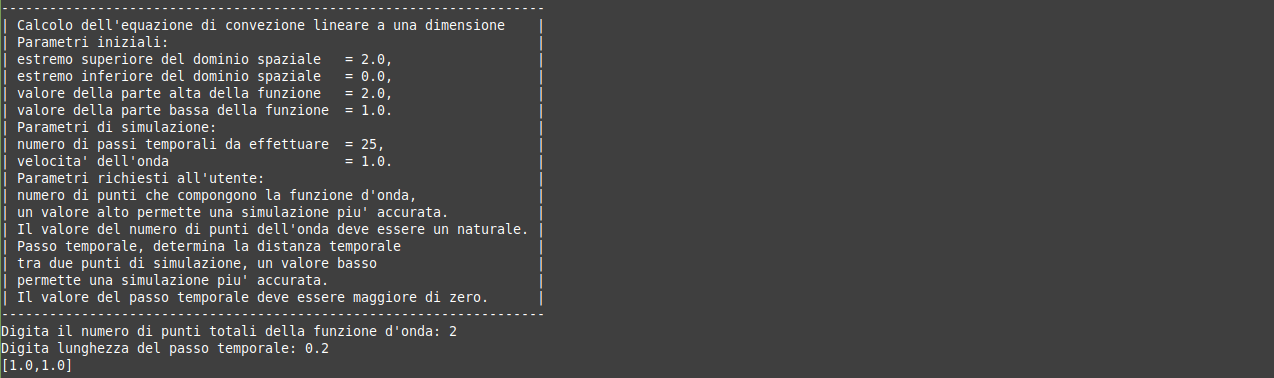 --------------------------------------------------------------------
| Calcolo dell'equazione di convezione lineare a una dimensione    |
| Parametri iniziali:                                              |
| estremo superiore del dominio spaziale   = 2.0,                  |
| estremo inferiore del dominio spaziale   = 0.0,                  |
| valore della parte alta della funzione   = 2.0,                  |
| valore della parte bassa della funzione  = 1.0.                  |
| Parametri di simulazione:                                        |
| numero di passi temporali da effettuare  = 25,                   |
| velocita' dell'onda                      = 1.0.                  |
| Parametri richiesti all'utente:                                  |
| numero di punti che compongono la funzione d'onda,               |
| un valore alto permette una simulazione piu' accurata.           |
| Il valore del numero di punti dell'onda deve essere un naturale. |
| Passo temporale, determina la distanza temporale                 |
| tra due punti di simulazione, un valore basso                    |
| permette una simulazione piu' accurata.                          |
| Il valore del passo temporale deve essere maggiore di zero.      |
--------------------------------------------------------------------
Digita il numero di punti totali della funzione d'onda: 2
Digita lunghezza del passo temporale: 0.2
[1.0,1.0]